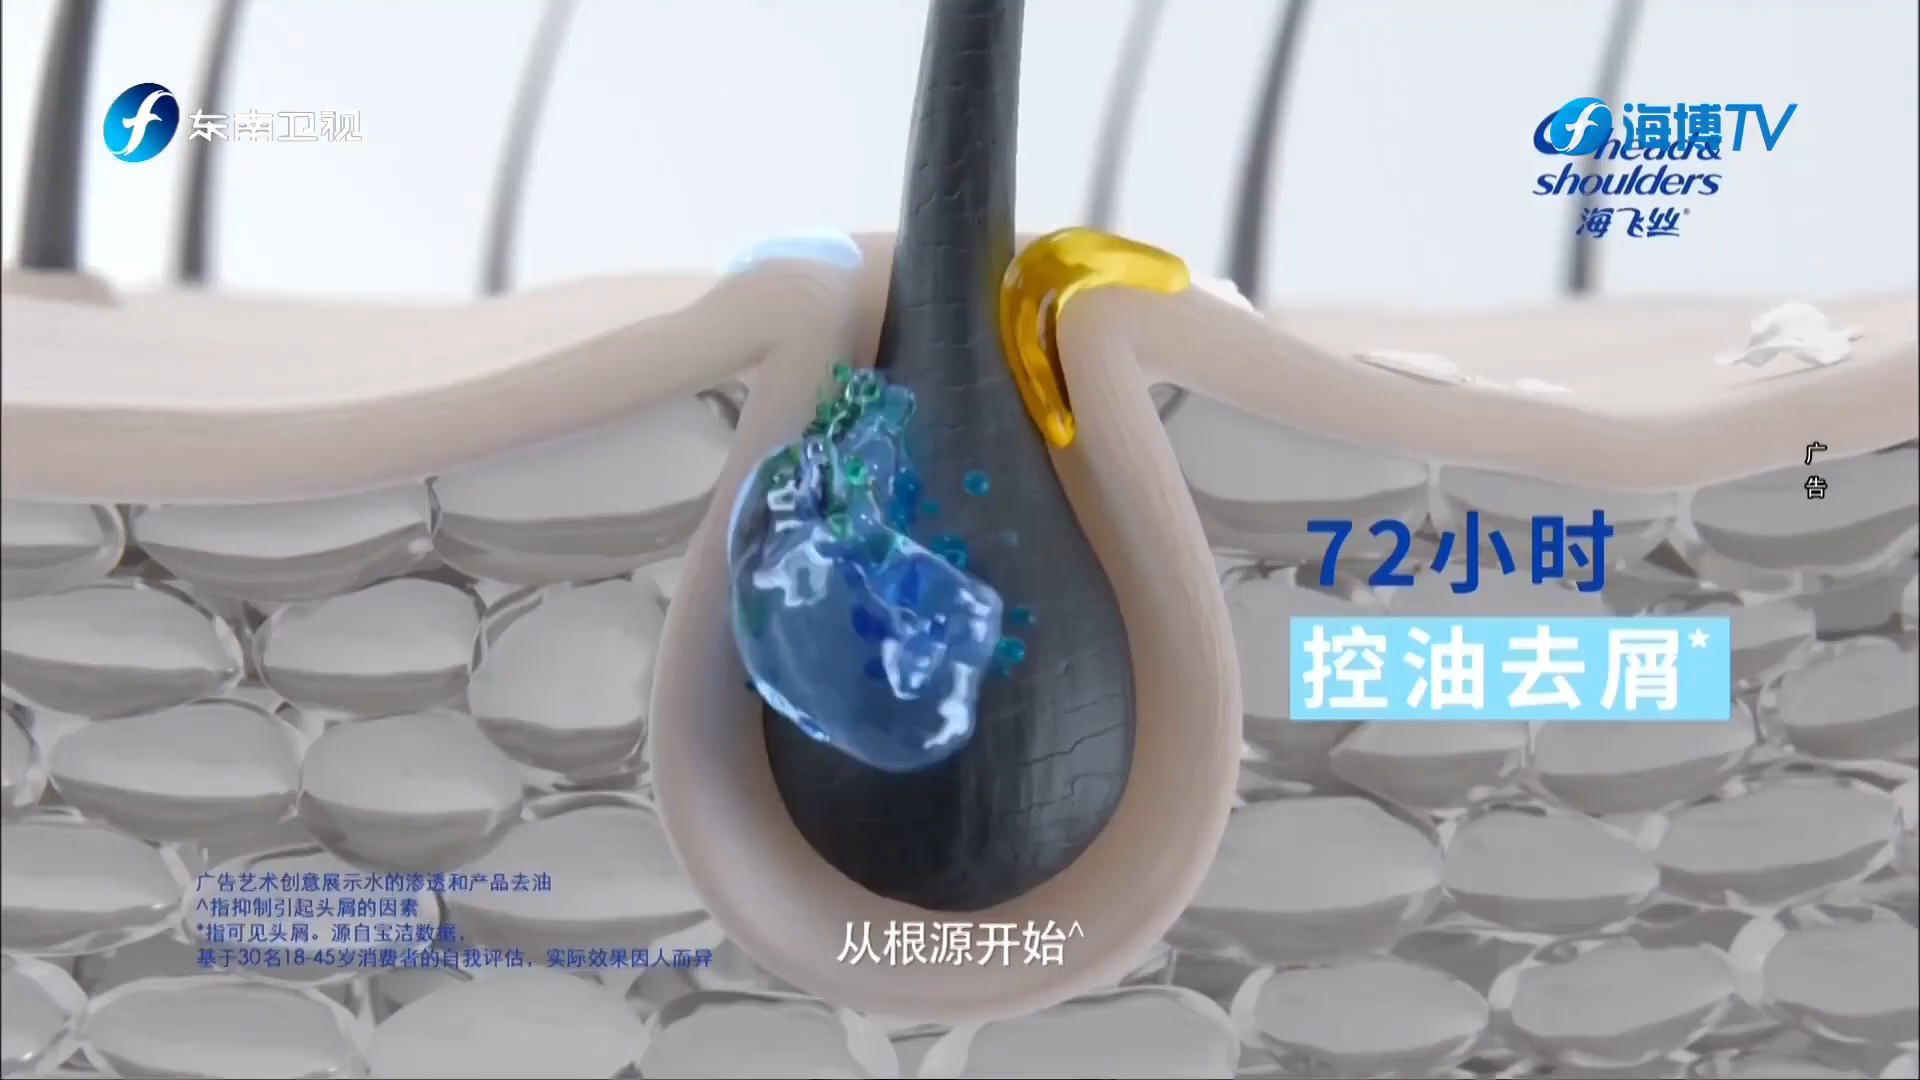 东南卫视
海博TV
head&
shoulders
海飞丝®
广
告
72小时
控油去屑*
广告艺术创意展示水的渗透和产品去油
^指抑制引起头屑的因素
*指可见头屑。源自宝洁数据，
基于30名18-45岁消费者的自我评估，实际效果因人而异
从根源开始^